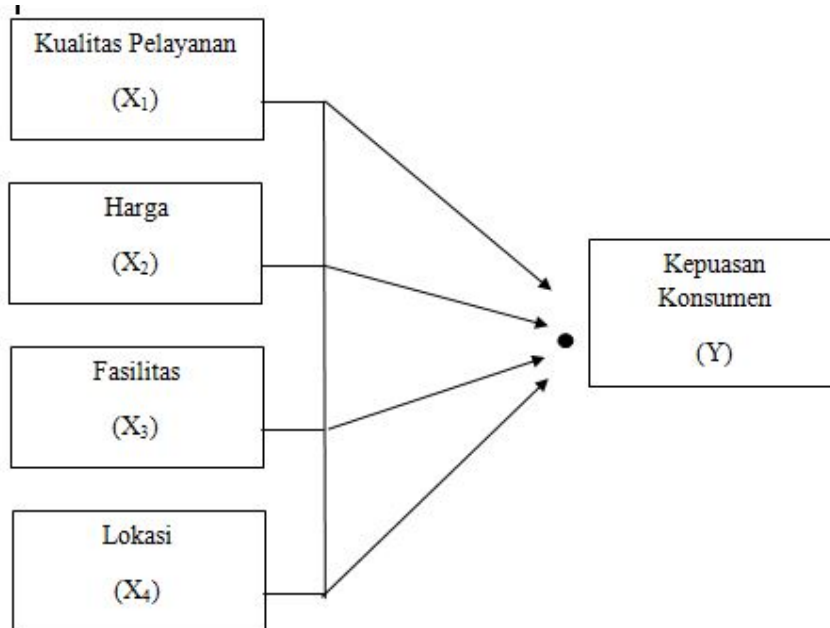 Kualitas Pelayanan
(X₁)
Harga
(X₂)
Fasilitas
(X₃)
Lokasi
(X₄)
Kepuasan
Konsumen
(Y)